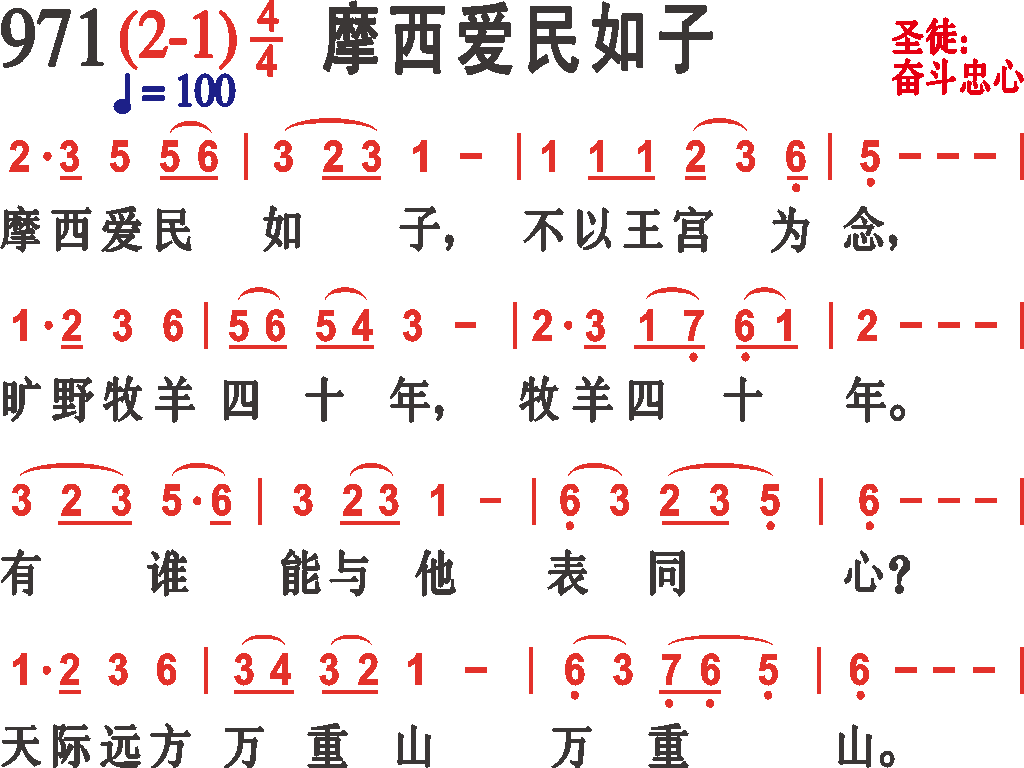 971 (2-1) 4/4 摩西爱民如子 圣徒:
♩= 100 奋斗忠心
2·3 5 5 6 | 3 2 3 1 – | 1 1 1 2 3 6 | 5 – – –
摩西爱民 如 子, 不以王宫 为 念,
1·2 3 6 | 5 6 5 4 3 – | 2·3 1 7 6 1 | 2 – – –
旷野牧羊 四 十 年, 牧羊四 十 年。
3 2 3 5·6 | 3 2 3 1 – | 6 3 2 3 5 | 6 – – –
有 谁 能与 他 表 同 心?
1·2 3 6 | 3 4 3 2 1 – | 6 3 7 6 5 | 6 – – –
天际远方 万 重 山 万 重 山。